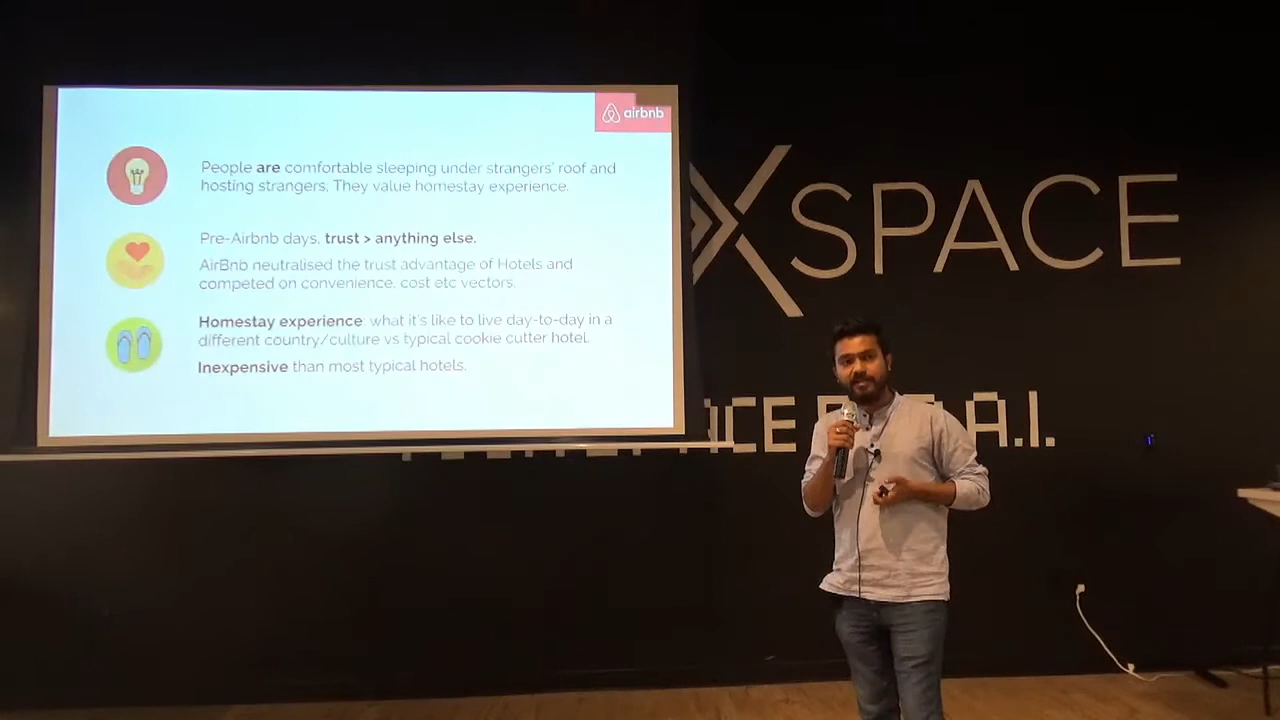 airbnb
People are comfortable sleeping under strangers' roof and
hosting strangers. They value homestay experience.
Pre-Airbnb days, trust > anything else.
AirBnb neutralised the trust advantage of Hotels and
competed on convenience, cost etc vectors.
Homestay experience: what it's like to live day-to-day in a
different country/culture vs typical cookie cutter hotel.
Inexpensive than most typical hotels.
XSPACE
A.I.